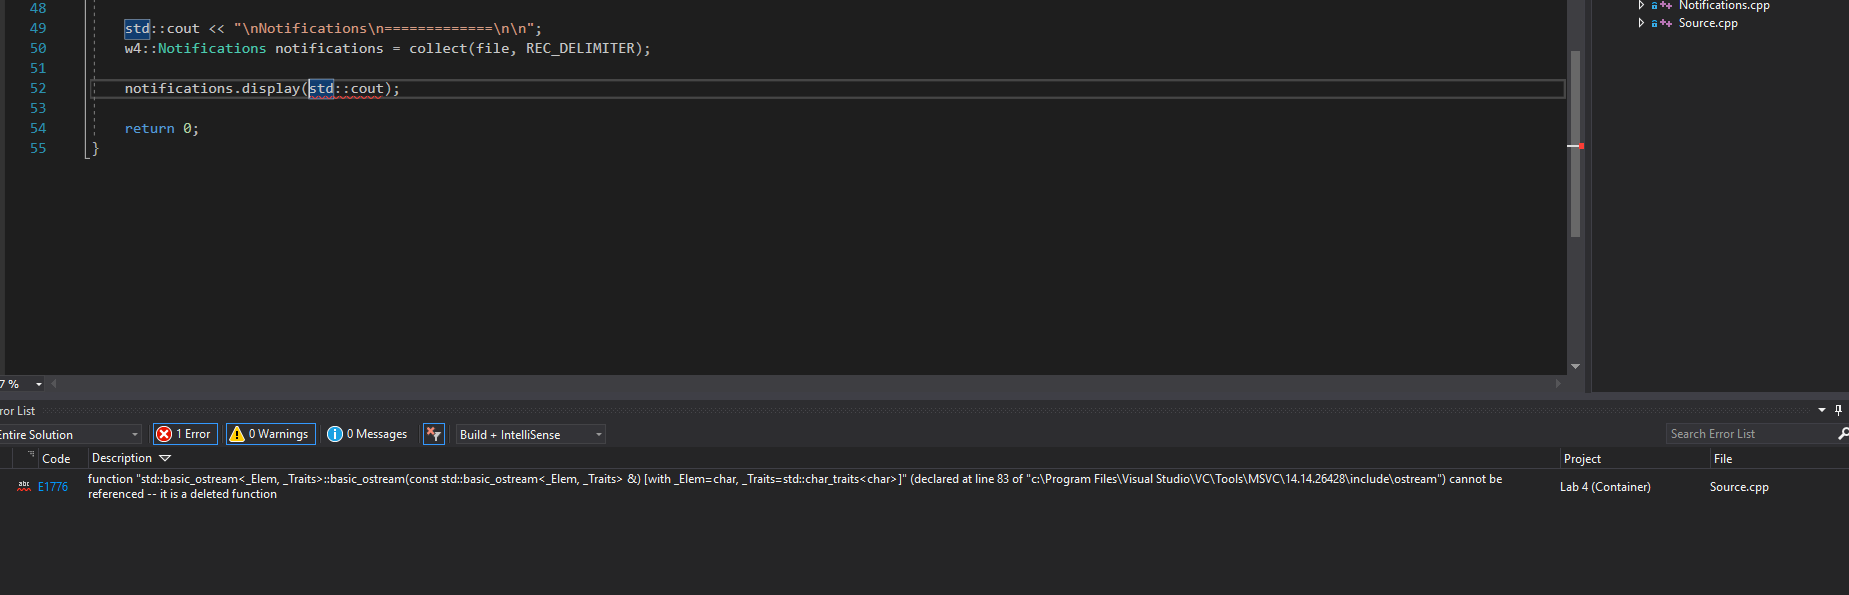 48
49 std::cout << "\nNotifications\n=============\n\n";
50 w4::Notifications notifications = collect(file, REC_DELIMITER);
51
52 notifications.display(std::cout);
53
54 return 0;
55 }
Notifications.cpp
Source.cpp
7 %
ror List
ntire Solution 1 Error 0 Warnings 0 Messages Build + IntelliSense Search Error List
Code Description Project File
abc E1776 function "std::basic_ostream<_Elem, _Traits>::basic_ostream(const std::basic_ostream<_Elem, _Traits> &) [with _Elem=char, _Traits=std::char_traits<char>]" (declared at line 83 of "c:\Program Files\Visual Studio\VC\Tools\MSVC\14.14.26428\include\ostream") cannot be
referenced -- it is a deleted function Lab 4 (Container) Source.cpp